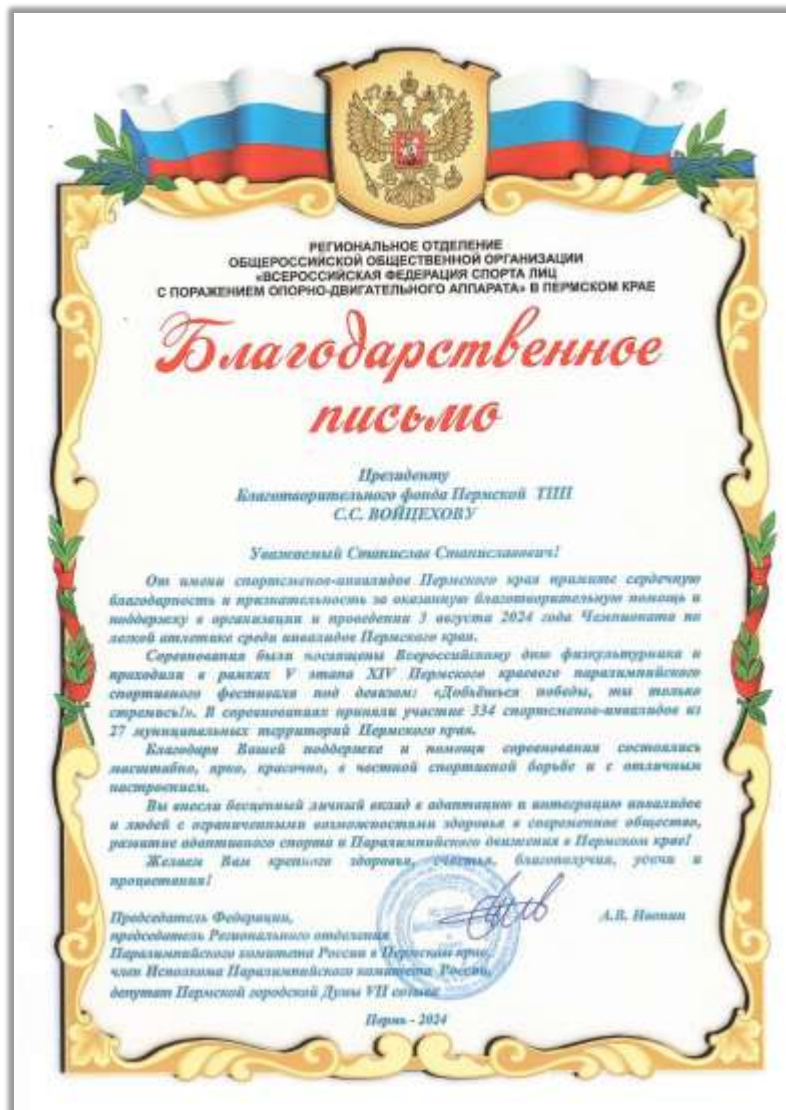 РЕГИОНАЛЬНОЕ ОТДЕЛЕНИЕ
ОБЩЕРОССИЙСКОЙ ОБЩЕСТВЕННОЙ ОРГАНИЗАЦИИ
«ВСЕРОССИЙСКАЯ ФЕДЕРАЦИЯ СПОРТА ЛИЦ
С ПОРАЖЕНИЕМ ОПОРНО-ДВИГАТЕЛЬНОГО АППАРАТА» В ПЕРМСКОМ КРАЕ
Благодарственное
письмо
Президенту
Благотворительного фонда Пермской ТПП
С.С. ВОЙЦЕХОВУ
Уважаемый Станислав Станиславович!
От имени спортсменов-инвалидов Пермского края примите сердечную
благодарность и признательность за оказанную благотворительную помощь и
поддержку в организации и проведении 3 августа 2024 года Чемпионата по
легкой атлетике среди инвалидов Пермского края.
Соревнования были посвящены Всероссийскому дню физкультурника и
проходили в рамках V этапа XIV Пермского краевого паралимпийского
спортивного фестиваля под девизом: «Добьёшься победы, ты только
стремись!». В соревнованиях приняли участие 334 спортсменов-инвалидов из
27 муниципальных территорий Пермского края.
Благодаря Вашей поддержке и помощи соревнования состоялись
масштабно, ярко, красочно, в честной спортивной борьбе и с отличным
настроением.
Вы внесли бесценный личный вклад в адаптацию и интеграцию инвалидов
и людей с ограниченными возможностями здоровья в современное общество,
развитие адаптивного спорта и Паралимпийского движения в Пермском крае!
Желаем Вам крепкого здоровья, счастья, благополучия, удачи и
процветания!
Председатель Федерации, А.В. Ивонин
председатель Регионального отделения
Паралимпийского комитета России в Пермском крае,
член Исполкома Паралимпийского комитета России,
депутат Пермской городской Думы VII созыва
Пермь - 2024